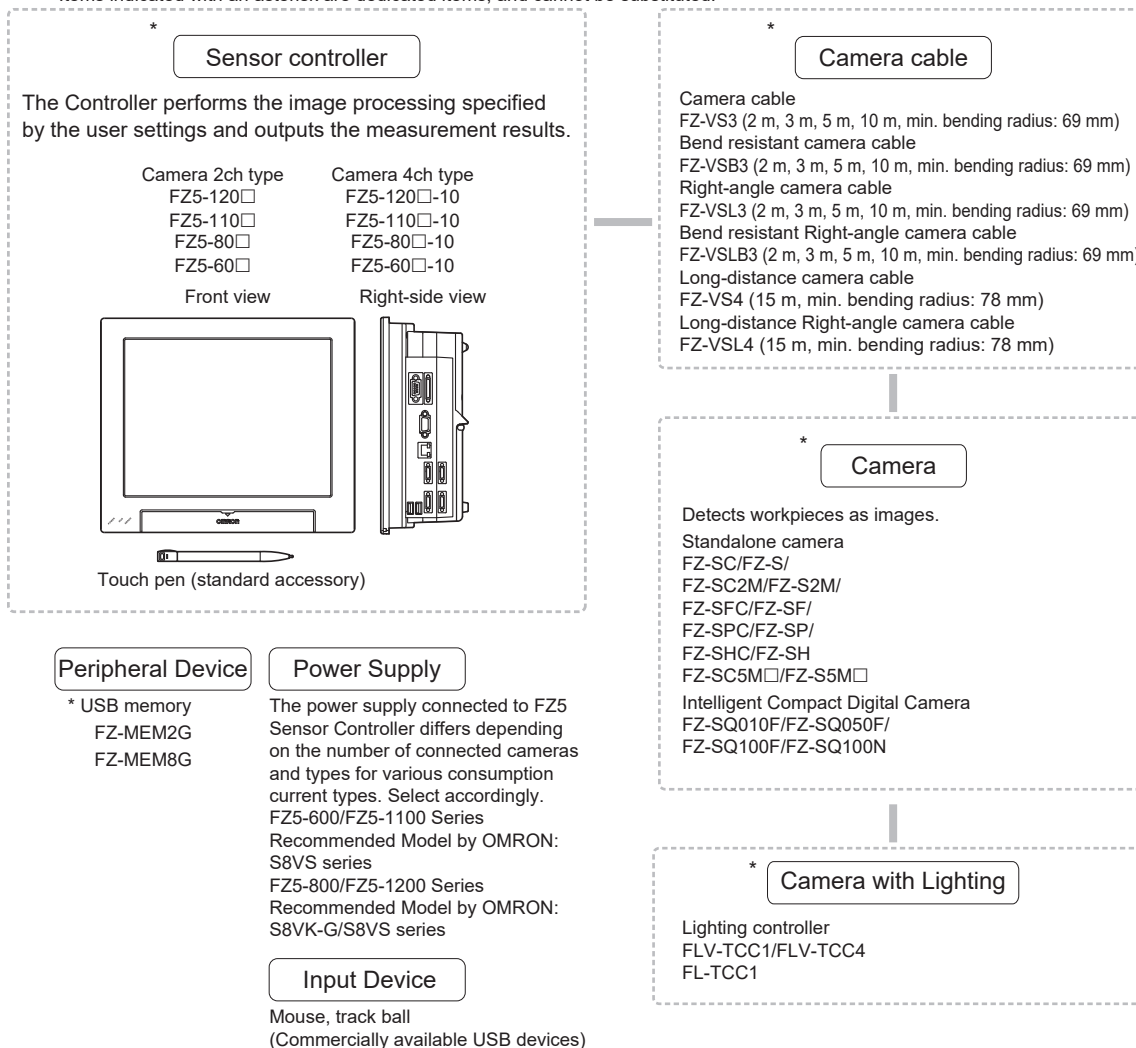 *
Sensor controller
The Controller performs the image processing specified
by the user settings and outputs the measurement results.
Camera 2ch type Camera 4ch type
FZ5-120□ FZ5-120□-10
FZ5-110□ FZ5-110□-10
FZ5-80□ FZ5-80□-10
FZ5-60□ FZ5-60□-10
Front view Right-side view
OMRON
Touch pen (standard accessory)
*
Camera cable
Camera cable
FZ-VS3 (2 m, 3 m, 5 m, 10 m, min. bending radius: 69 mm)
Bend resistant camera cable
FZ-VSB3 (2 m, 3 m, 5 m, 10 m, min. bending radius: 69 mm)
Right-angle camera cable
FZ-VSL3 (2 m, 3 m, 5 m, 10 m, min. bending radius: 69 mm)
Bend resistant Right-angle camera cable
FZ-VSLB3 (2 m, 3 m, 5 m, 10 m, min. bending radius: 69 mm)
Long-distance camera cable
FZ-VS4 (15 m, min. bending radius: 78 mm)
Long-distance Right-angle camera cable
FZ-VSL4 (15 m, min. bending radius: 78 mm)
*
Camera
Detects workpieces as images.
Standalone camera
FZ-SC/FZ-S/
FZ-SC2M/FZ-S2M/
FZ-SFC/FZ-SF/
FZ-SPC/FZ-SP/
FZ-SHC/FZ-SH
FZ-SC5M□/FZ-S5M□
Intelligent Compact Digital Camera
FZ-SQ010F/FZ-SQ050F/
FZ-SQ100F/FZ-SQ100N
*
Camera with Lighting
Lighting controller
FLV-TCC1/FLV-TCC4
FL-TCC1
Peripheral Device
* USB memory
FZ-MEM2G
FZ-MEM8G
Power Supply
The power supply connected to FZ5
Sensor Controller differs depending
on the number of connected cameras
and types for various consumption
current types. Select accordingly.
FZ5-600/FZ5-1100 Series
Recommended Model by OMRON:
S8VS series
FZ5-800/FZ5-1200 Series
Recommended Model by OMRON:
S8VK-G/S8VS series
Input Device
Mouse, track ball
(Commercially available USB devices)